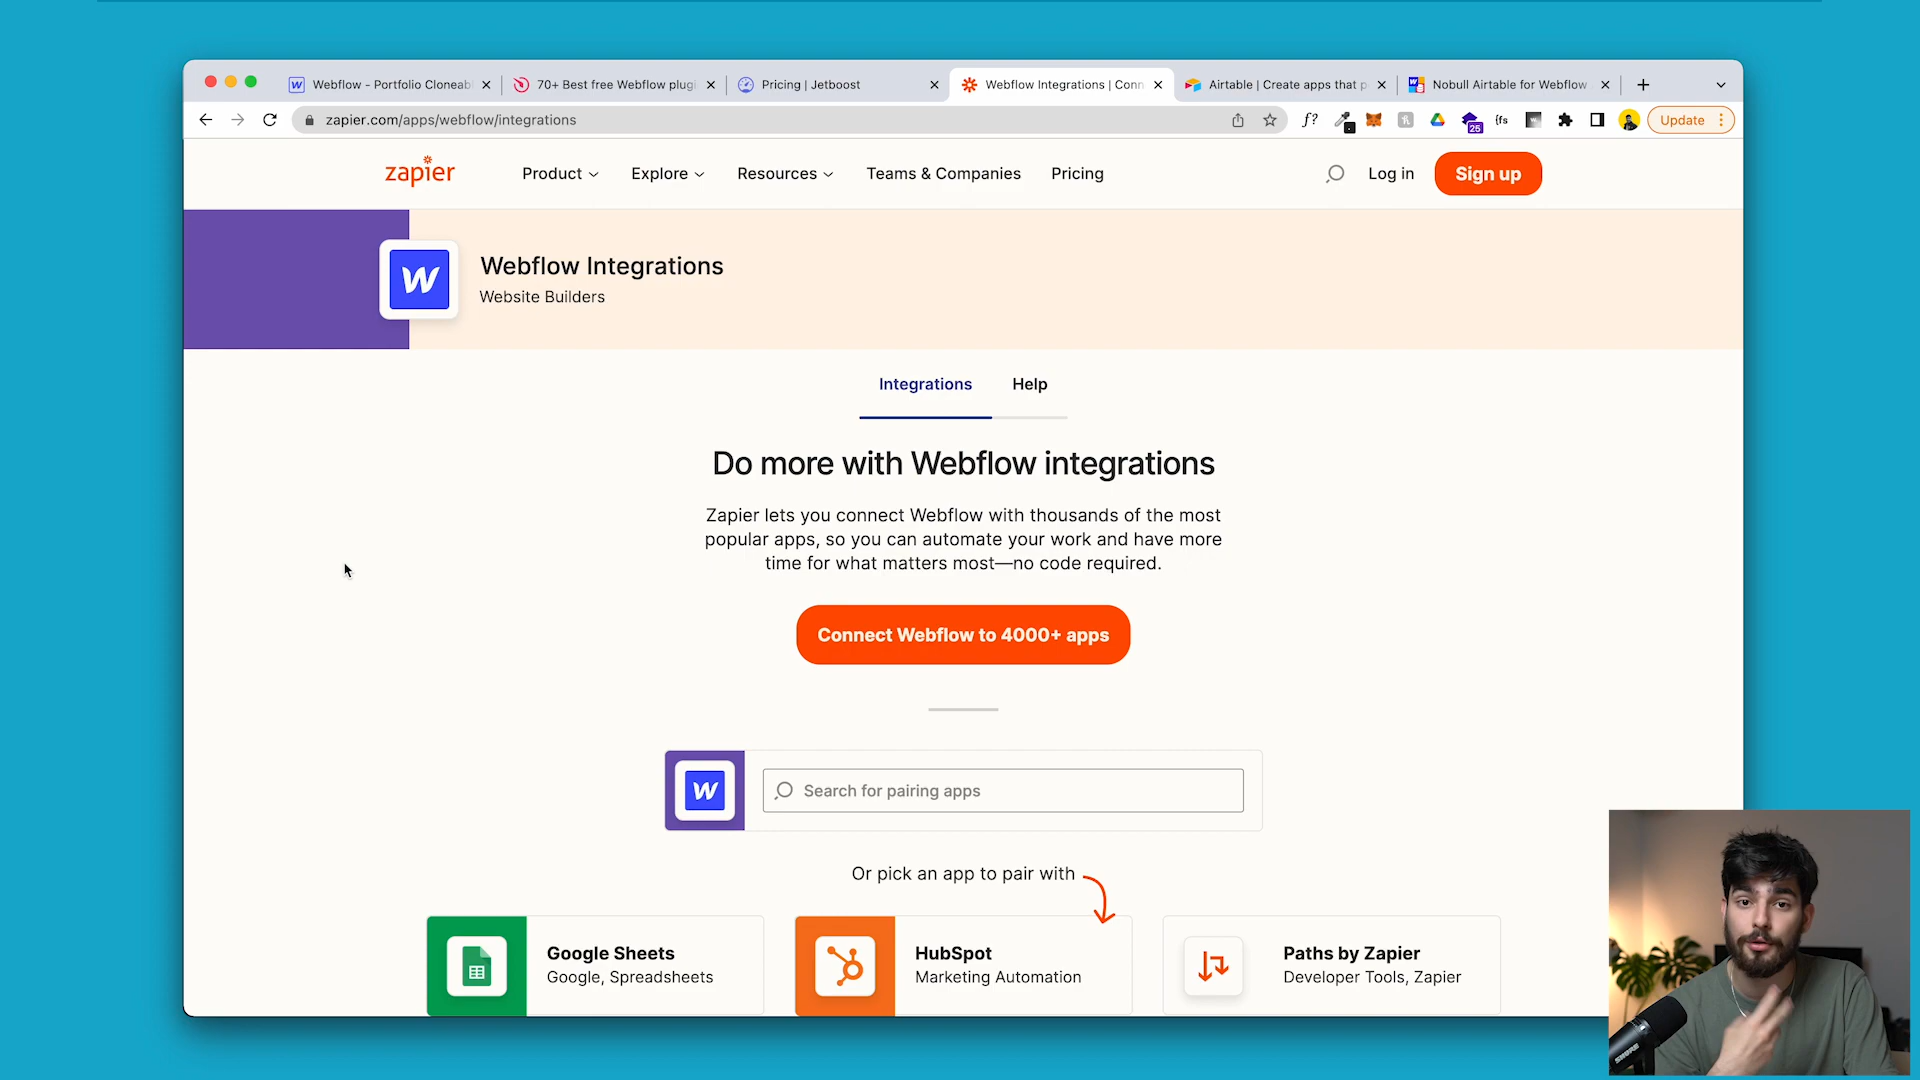 Webflow - Portfolio Cloneab
70+ Best free Webflow plugi
Pricing | Jetboost
Webflow Integrations | Conn
Airtable | Create apps that p
Nobull Airtable for Webflow
zapier.com/apps/webflow/integrations
f?
25
{fs
Update
zapier
Product
Explore
Resources
Teams & Companies
Pricing
Log in
Sign up
W
Webflow Integrations
Website Builders
Integrations
Help
Do more with Webflow integrations
Zapier lets you connect Webflow with thousands of the most
popular apps, so you can automate your work and have more
time for what matters most—no code required.
Connect Webflow to 4000+ apps
W
Search for pairing apps
Or pick an app to pair with
Google Sheets
Google, Spreadsheets
HubSpot
Marketing Automation
Paths by Zapier
Developer Tools, Zapier
SHURE